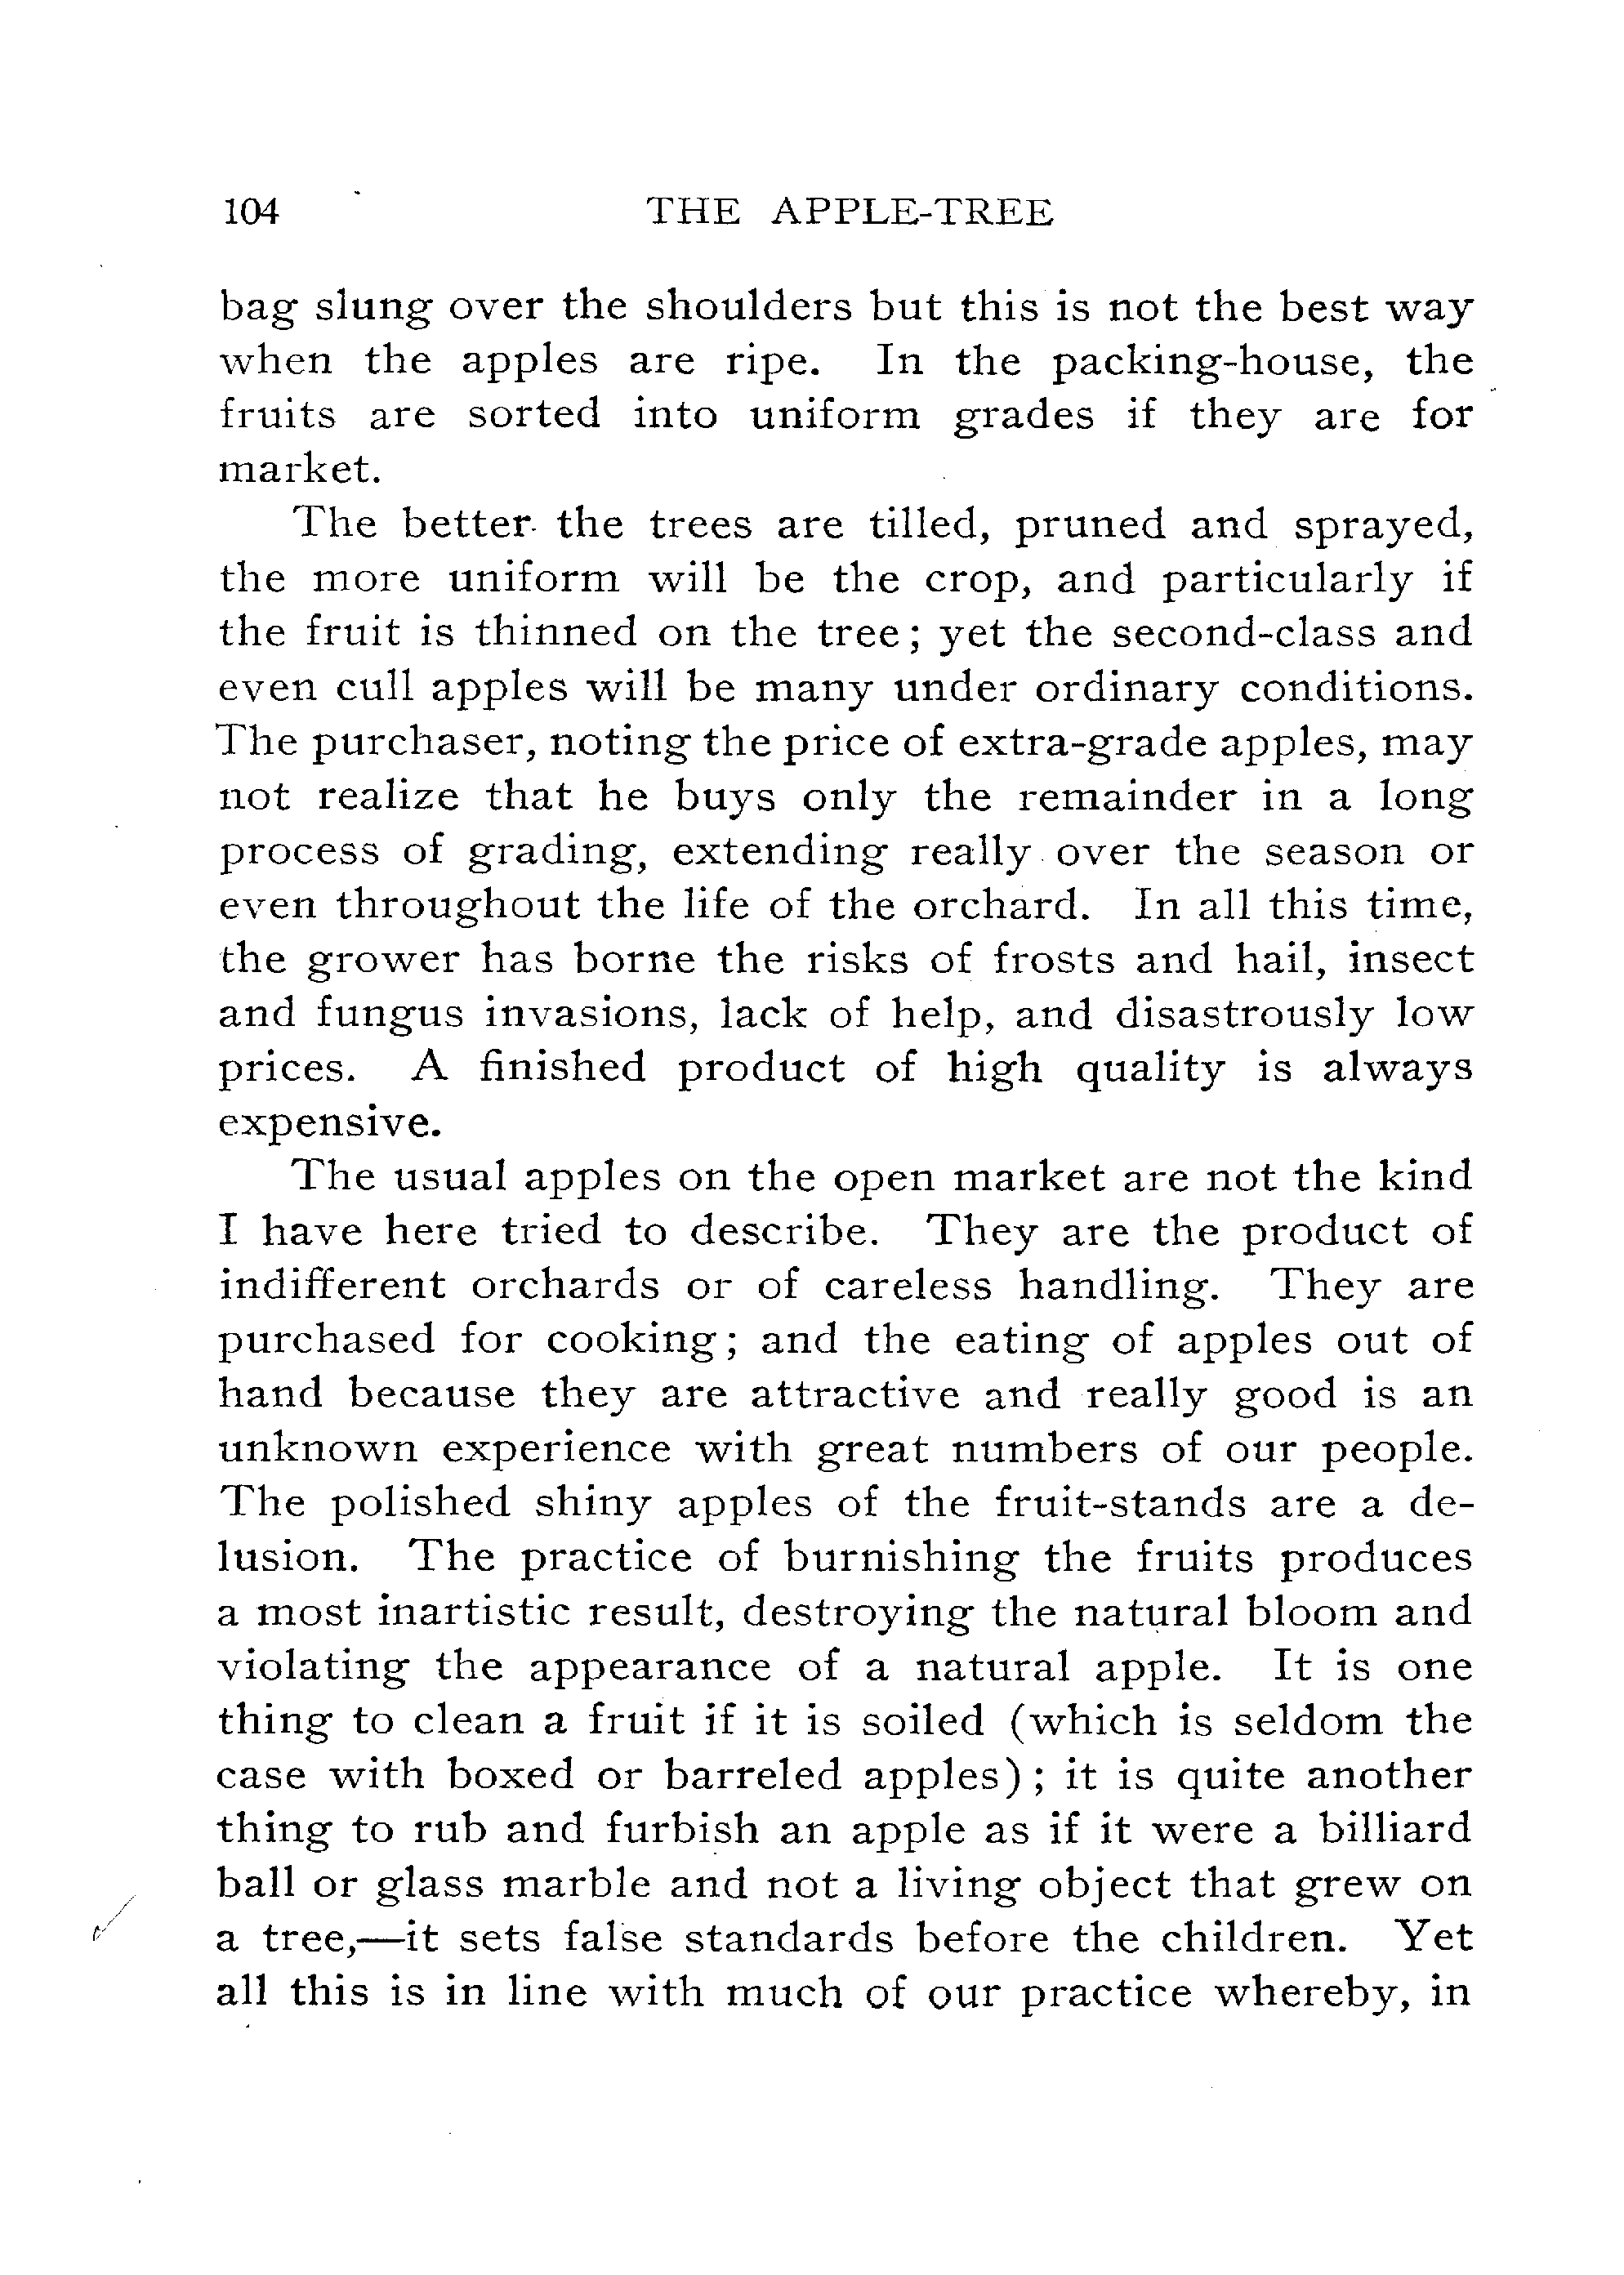 104 THE APPLE-TREE
bag slung over the shoulders but this is not the best way
when the apples are ripe. In the packing-house, the
fruits are sorted into uniform grades if they are for
market.
The better the trees are tilled, pruned and sprayed,
the more uniform will be the crop, and particularly if
the fruit is thinned on the tree; yet the second-class and
even cull apples will be many under ordinary conditions.
The purchaser, noting the price of extra-grade apples, may
not realize that he buys only the remainder in a long
process of grading, extending really over the season or
even throughout the life of the orchard. In all this time,
the grower has borne the risks of frosts and hail, insect
and fungus invasions, lack of help, and disastrously low
prices. A finished product of high quality is always
expensive.
The usual apples on the open market are not the kind
I have here tried to describe. They are the product of
indifferent orchards or of careless handling. They are
purchased for cooking; and the eating of apples out of
hand because they are attractive and really good is an
unknown experience with great numbers of our people.
The polished shiny apples of the fruit-stands are a de-
lusion. The practice of burnishing the fruits produces
a most inartistic result, destroying the natural bloom and
violating the appearance of a natural apple. It is one
thing to clean a fruit if it is soiled (which is seldom the
case with boxed or barreled apples); it is quite another
thing to rub and furbish an apple as if it were a billiard
ball or glass marble and not a living object that grew on
a tree,—it sets false standards before the children. Yet
all this is in line with much of our practice whereby, in